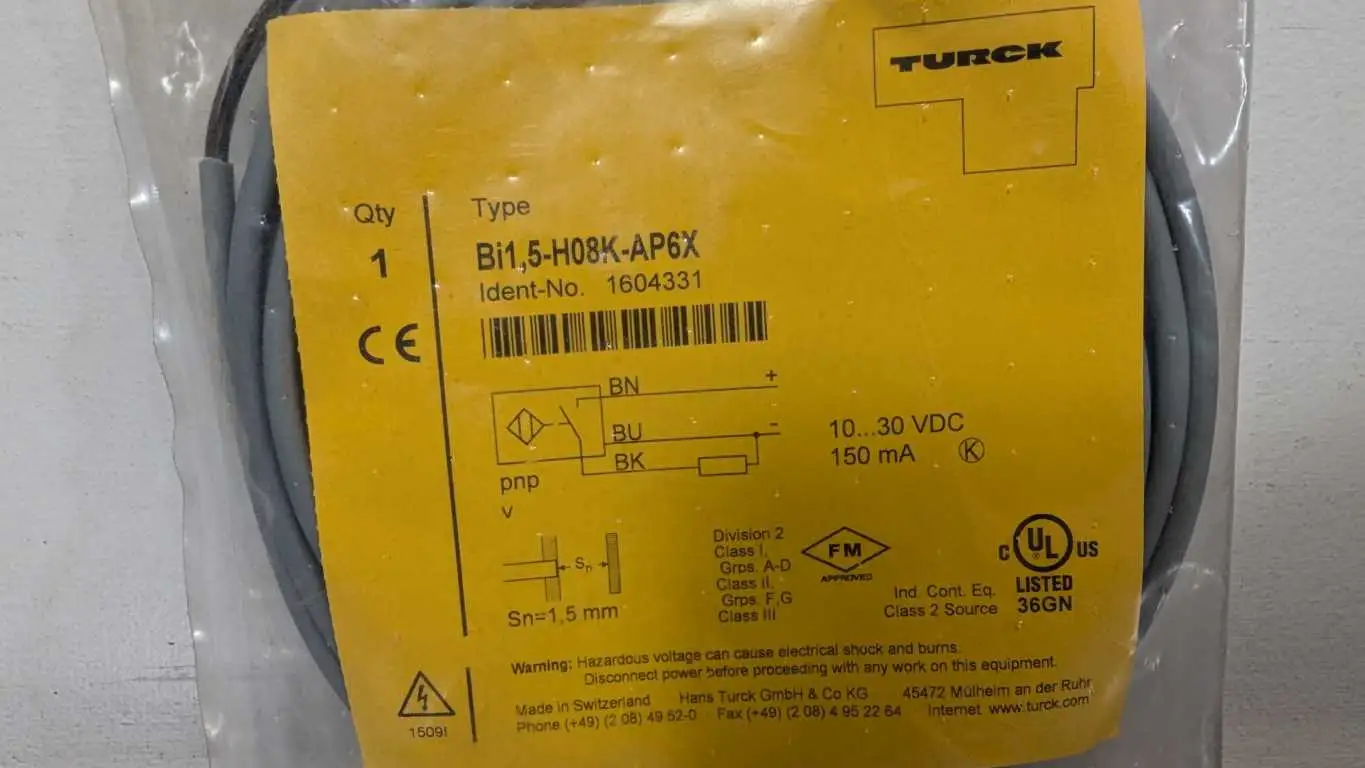 TURCK
Qty
1
Type
Bi1,5-H08K-AP6X
Ident-No. 1604331
CE
BN +
BU -
BK
pnp
v
10...30 VDC
150 mA K
Sn
Sn=1,5 mm
Division 2
Class I,
Grps. A-D
Class II,
Grps. F,G
Class III
FM
APPROVED
Ind. Cont. Eq.
Class 2 Source
C UL US
®
LISTED
36GN
Warning: Hazardous voltage can cause electrical shock and burns.
Disconnect power before proceeding with any work on this equipment.
Made in Switzerland Hans Turck GmbH & Co KG 45472 Mülheim an der Ruhr
Phone (+49) (2 08) 49 52-0 Fax (+49) (2 08) 4 95 22 64 Internet www.turck.com